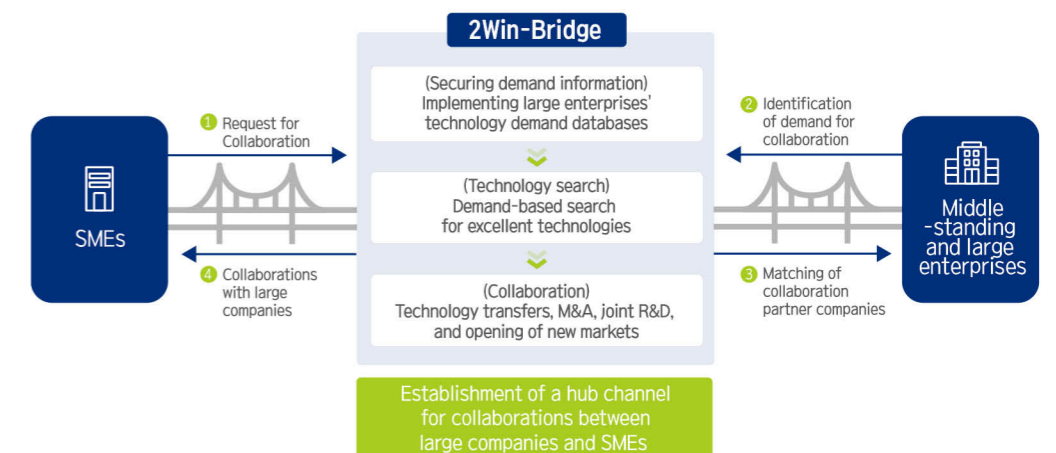 2Win-Bridge
(Securing demand information)
Implementing large enterprises'
technology demand databases
(Technology search)
Demand-based search
for excellent technologies
(Collaboration)
Technology transfers, M&A, joint R&D,
and opening of new markets
SMEs
1 Request for
Collaboration
2 Identification
of demand for
collaboration
Middle
-standing
and large
enterprises
4 Collaborations
with large
companies
3 Matching of
collaboration
partner companies
Establishment of a hub channel
for collaborations between
large companies and SMEs